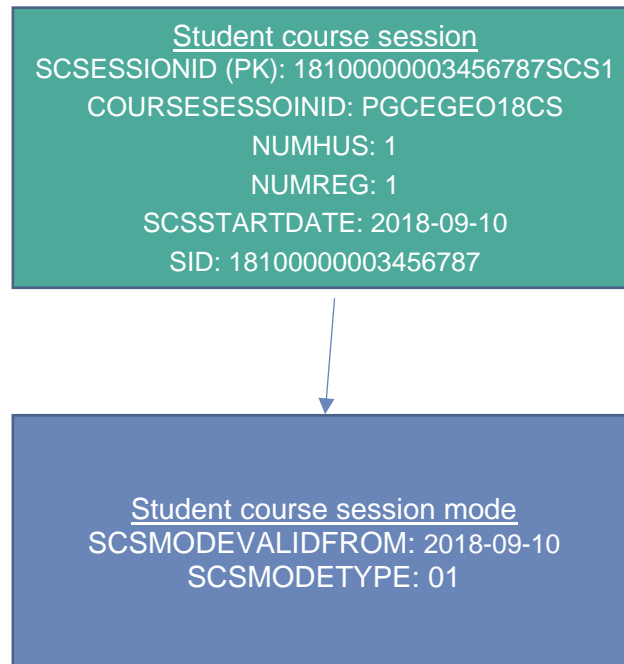 Student course session
SCSESSIONID (PK): 18100000003456787SCS1
COURSESESSOINID: PGCEGEO18CS
NUMHUS: 1
NUMREG: 1
SCSSTARTDATE: 2018-09-10
SID: 18100000003456787
Student course session mode
SCSMODEVALIDFROM: 2018-09-10
SCSMODETYPE: 01